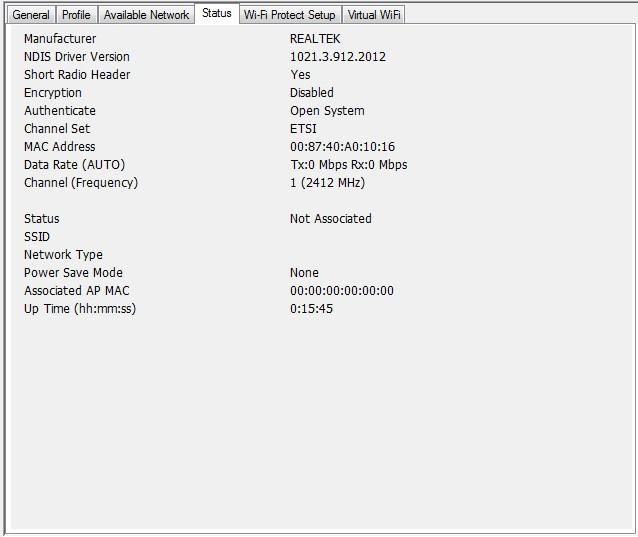 General Profile Available Network Status Wi-Fi Protect Setup Virtual WiFi
Manufacturer REALTEK
NDIS Driver Version 1021.3.912.2012
Short Radio Header Yes
Encryption Disabled
Authenticate Open System
Channel Set ETSI
MAC Address 00:87:40:A0:10:16
Data Rate (AUTO) Tx:0 Mbps Rx:0 Mbps
Channel (Frequency) 1 (2412 MHz)
Status Not Associated
SSID
Network Type
Power Save Mode None
Associated AP MAC 00:00:00:00:00:00
Up Time (hh:mm:ss) 0:15:45